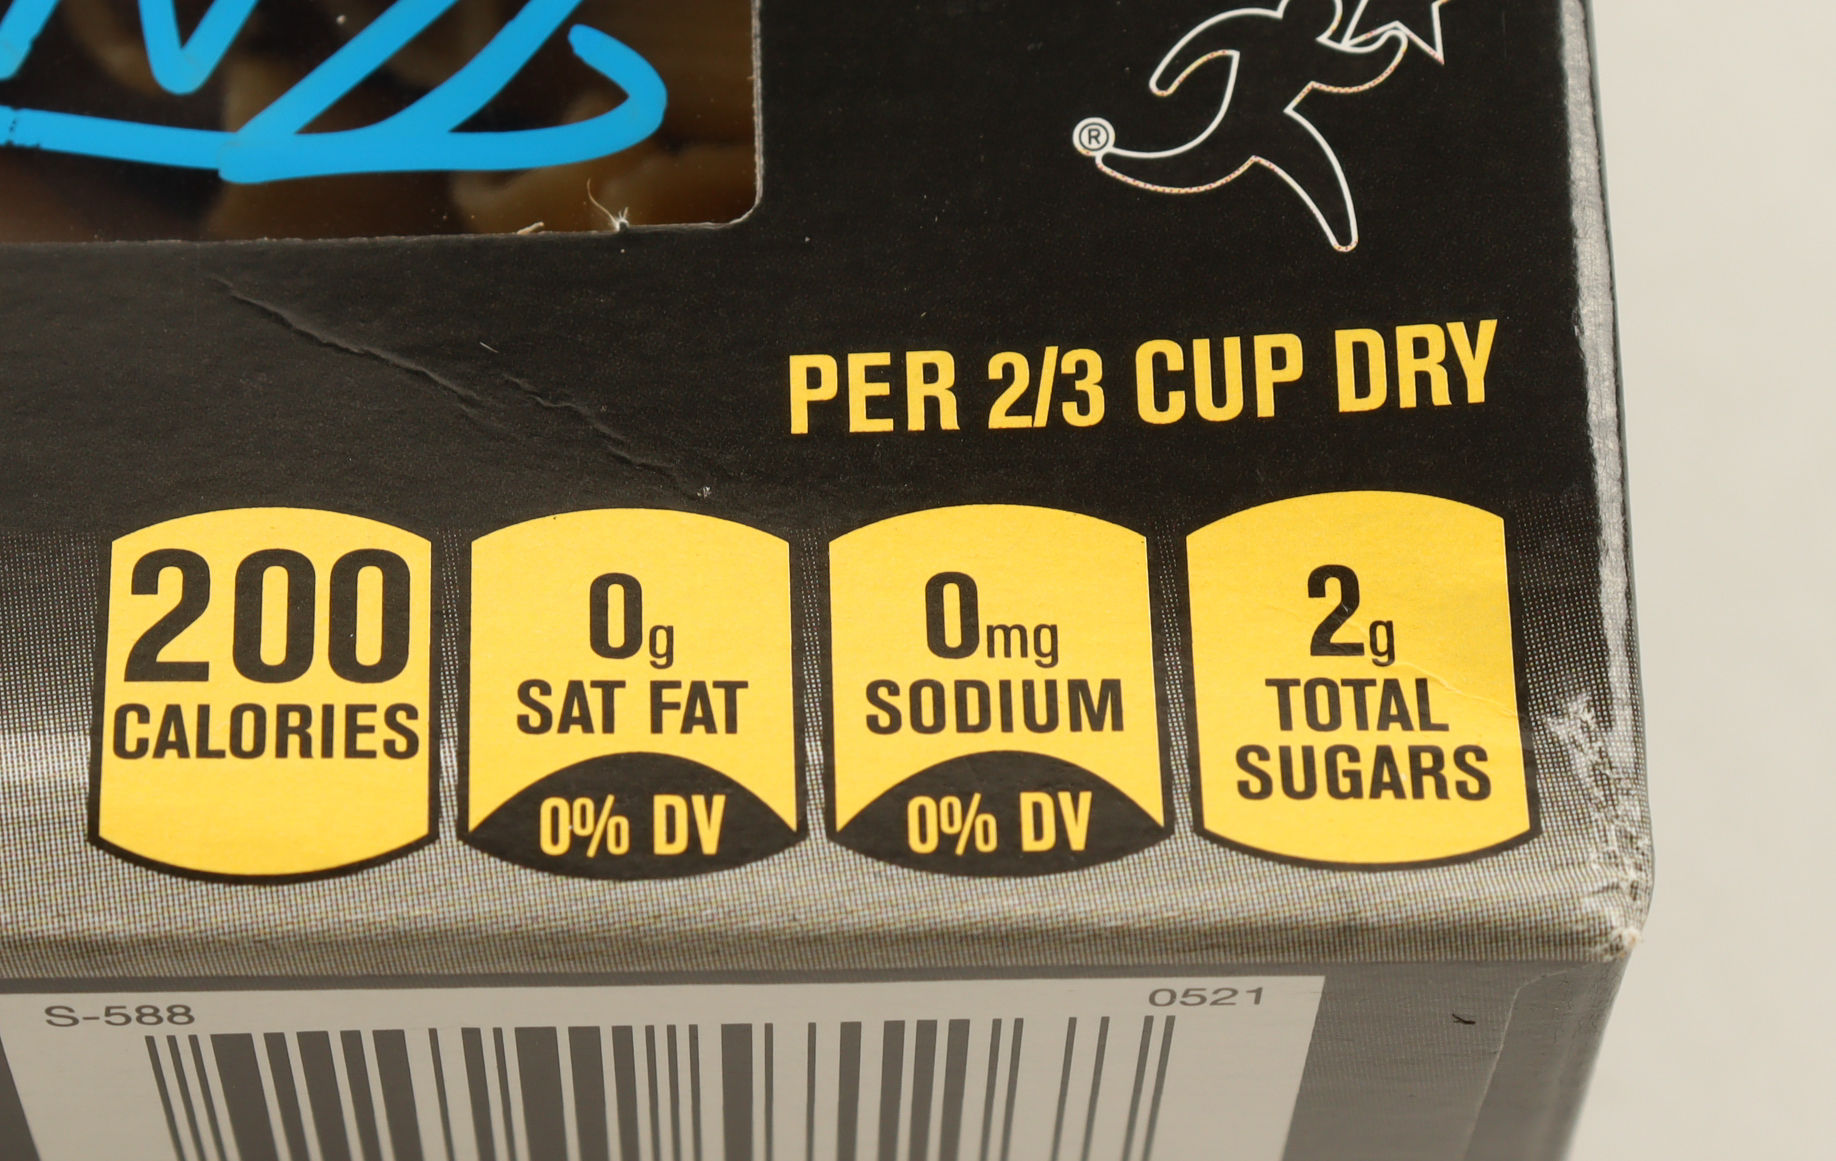 ®
PER 2/3 CUP DRY
200
CALORIES
0g
SAT FAT
0% DV
0mg
SODIUM
0% DV
2g
TOTAL
SUGARS
S-588
0521